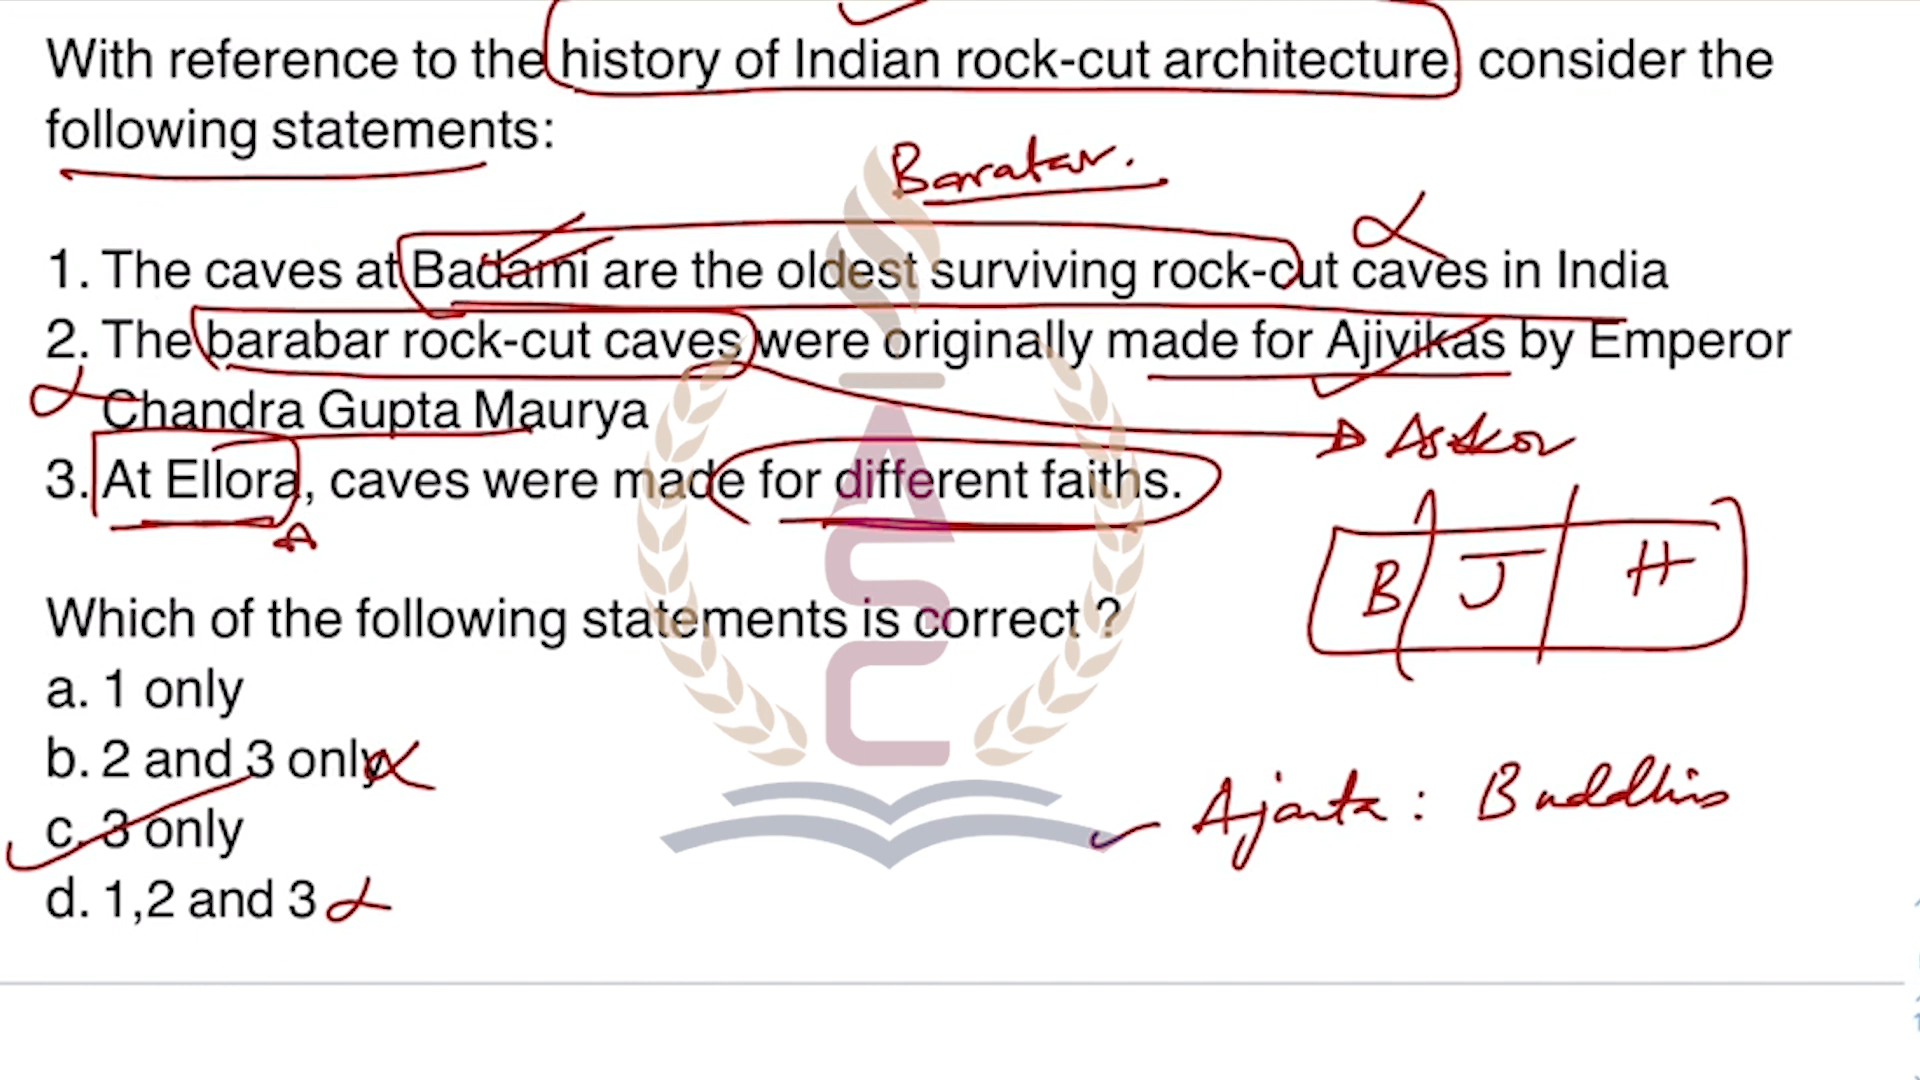 With reference to the history of Indian rock-cut architecture, consider the
following statements:
Barabar.
1. The caves at Badami are the oldest surviving rock-cut caves in India
2. The barabar rock-cut caves were originally made for Ajivikas by Emperor
Chandra Gupta Maurya
3. At Ellora, caves were made for different faiths.
B J H
Which of the following statements is correct ?
a. 1 only
b. 2 and 3 only
c. 3 only
d. 1,2 and 3
Ajanta : Buddhis
IASCC